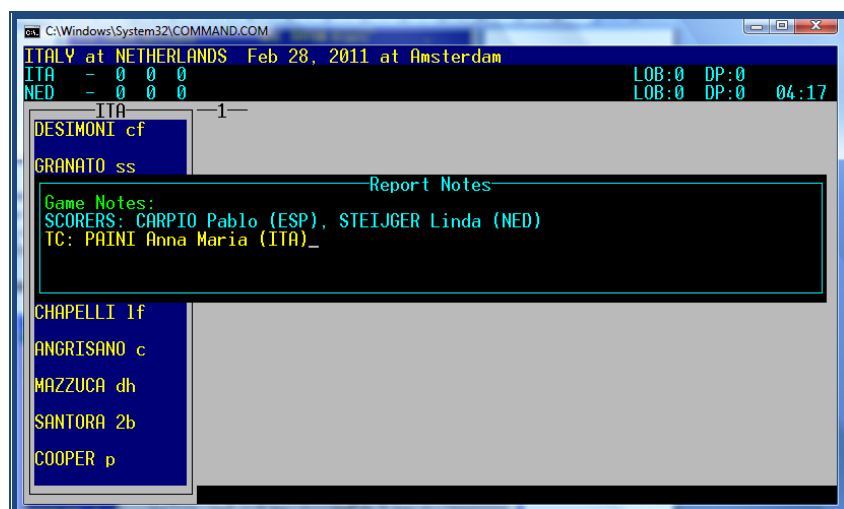 C:\Windows\System32\COMMAND.COM
ITALY at NETHERLANDS Feb 28, 2011 at Amsterdam
ITA - 0 0 0 LOB:0 DP:0
NED - 0 0 0 LOB:0 DP:0 04:17
ITA 1
DESIMONI cf
GRANATO ss
Report Notes
Game Notes:
SCORERS: CARPIO Pablo (ESP), STEIJGER Linda (NED)
TC: PAINI Anna Maria (ITA)_
CHAPELLI lf
ANGRISANO c
MAZZUCA dh
SANTORA 2b
COOPER p